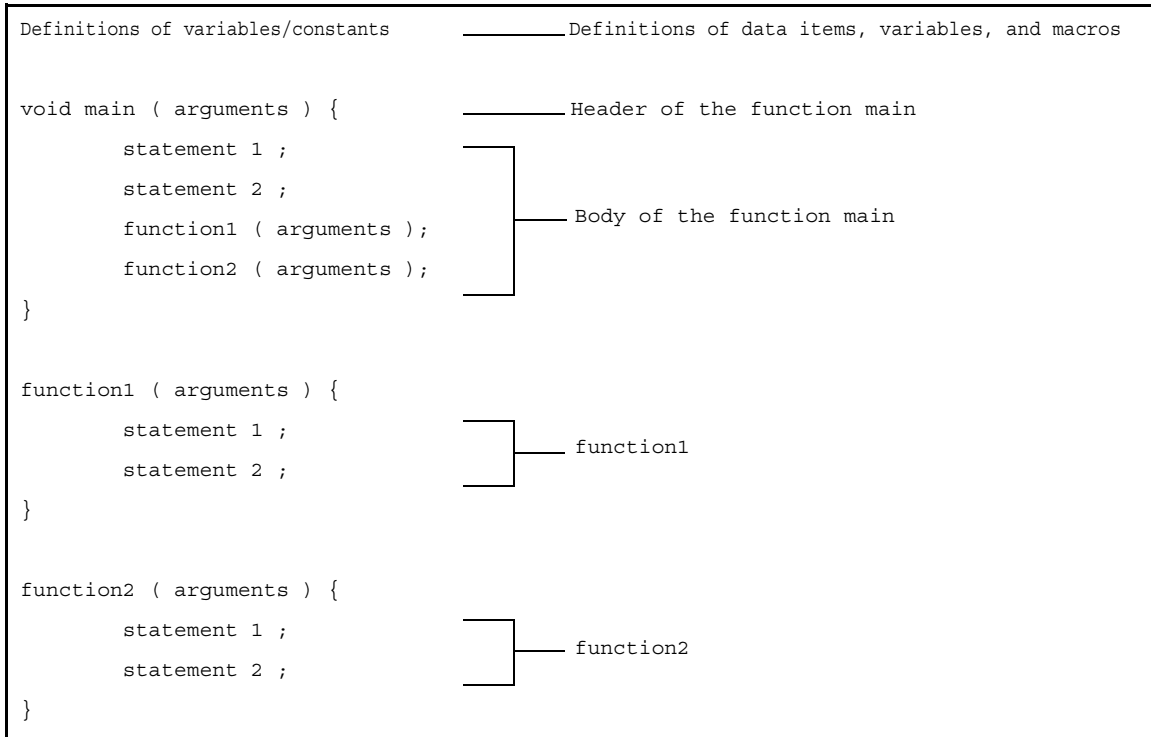 Definitions of variables/constants Definitions of data items, variables, and macros
void main ( arguments ) { Header of the function main
statement 1 ;
statement 2 ;
function1 ( arguments ); Body of the function main
function2 ( arguments );
}
function1 ( arguments ) {
statement 1 ; function1
statement 2 ;
}
function2 ( arguments ) {
statement 1 ; function2
statement 2 ;
}